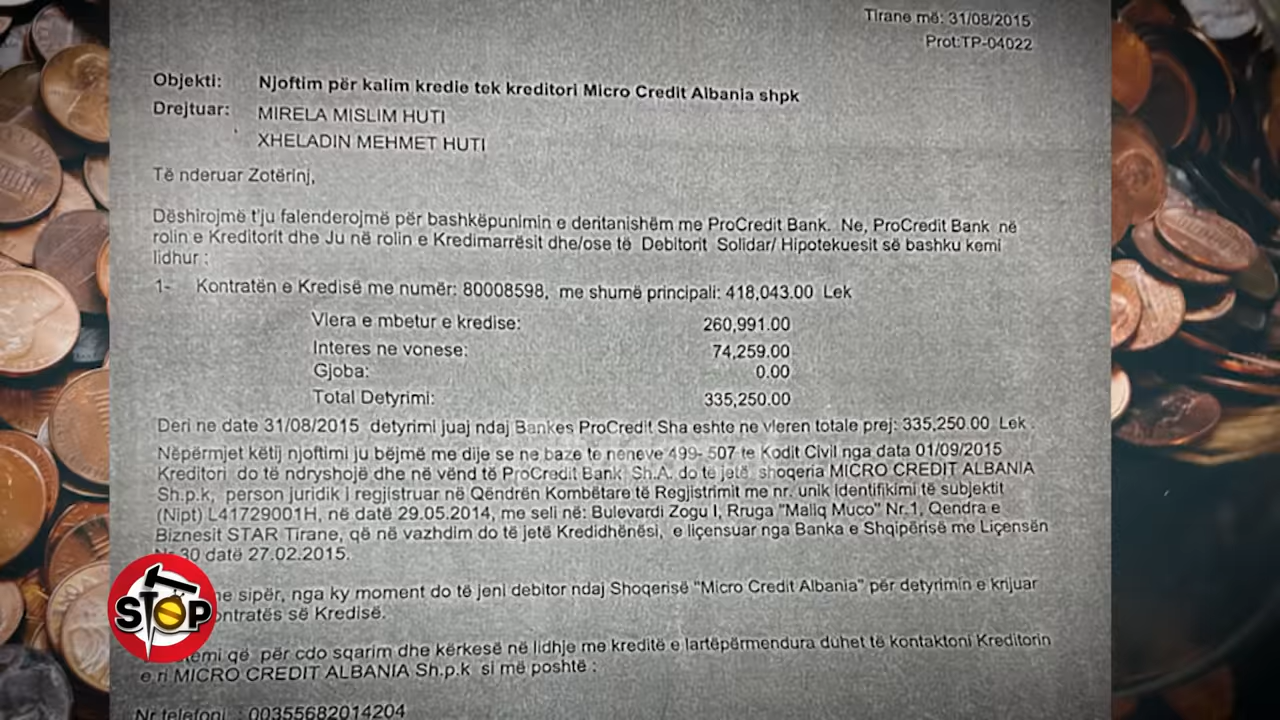 Tirane më: 31/08/2015
Prot:TP-04022
Objekti: Njoftim për kalim kredie tek kreditori Micro Credit Albania shpk
Drejtuar: MIRELA MISLIM HUTI
XHELADIN MEHMET HUTI
Të nderuar Zotërinj,
Dëshirojmë t'ju falenderojmë për bashkëpunimin e deritanishëm me ProCredit Bank. Ne, ProCredit Bank në
rolin e Kreditorit dhe Ju në rolin e Kredimarrësit dhe/ose të Debitorit Solidar/ Hipotekuesit së bashku kemi
lidhur :
1- Kontratën e Kredisë me numër: 80008598, me shumë principali: 418,043.00 Lek
Vlera e mbetur e kredise: 260,991.00
Interes ne vonese: 74,259.00
Gjoba: 0.00
Total Detyrimi: 335,250.00
Deri ne date 31/08/2015 detyrimi juaj ndaj Bankes ProCredit Sha eshte ne vleren totale prej: 335,250.00 Lek
Nëpërmjet këtij njoftimi ju bëjmë me dije se ne baze te neneve 499- 507 te Kodit Civil nga data 01/09/2015
Kreditori do të ndryshojë dhe në vënd të ProCredit Bank Sh.A. do të jetë shoqeria MICRO CREDIT ALBANIA
Sh.p.k, person juridik i regjistruar në Qëndrën Kombëtare të Regjistrimit me nr. unik identifikimi të subjektit
(Nipt) L41729001H, në datë 29.05.2014, me seli në: Bulevardi Zogu I, Rruga "Maliq Muco" Nr.1, Qendra e
Biznesit STAR Tirane, që në vazhdim do të jetë Kredidhënësi, e liçensuar nga Banka e Shqipërisë me Liçensën
Nr 30 datë 27.02.2015.
me sipër, nga ky moment do të jeni debitor ndaj Shoqerisë "Micro Credit Albania" për detyrimin e krijuar
ontratës së Kredisë.
emi që për cdo sqarim dhe kërkesë në lidhje me kreditë e lartëpërmendura duhet të kontaktoni Kreditorin
e ri MICRO CREDIT ALBANIA Sh.p.k si më poshtë :
Nr telefoni : 00355682014204
STOP